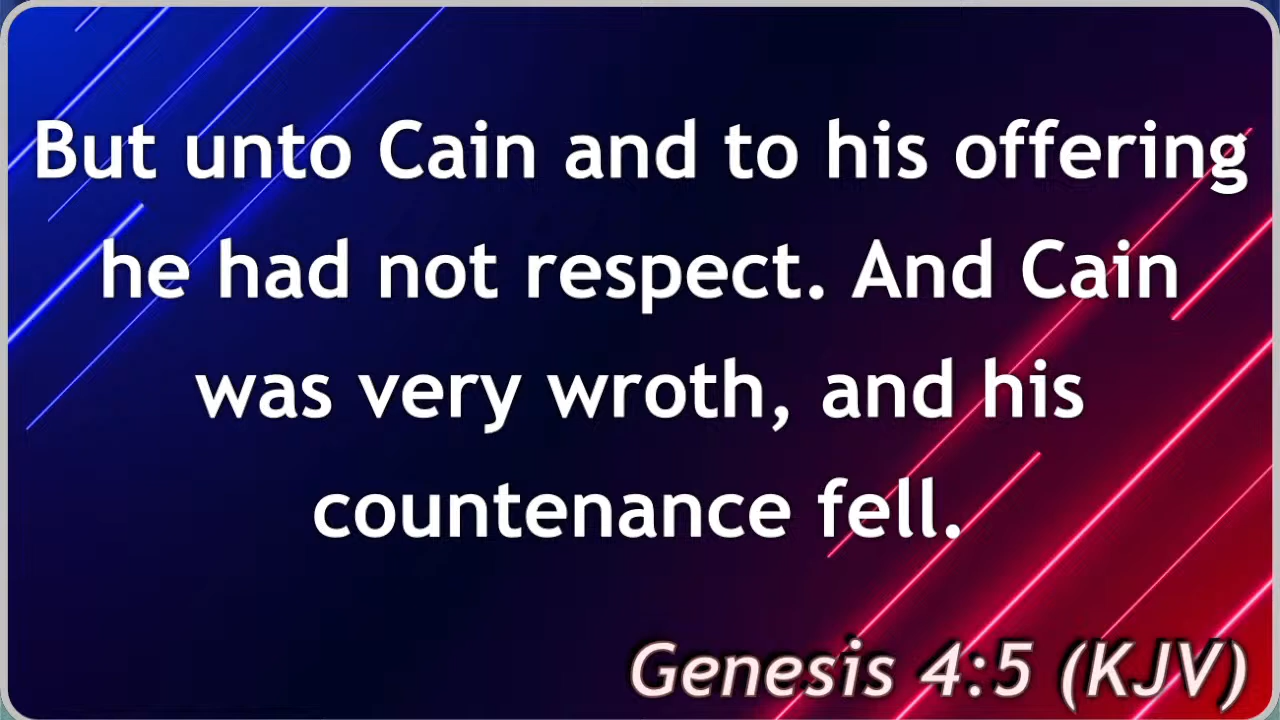 But unto Cain and to his offering
he had not respect. And Cain
was very wroth, and his
countenance fell.
Genesis 4:5 (KJV)